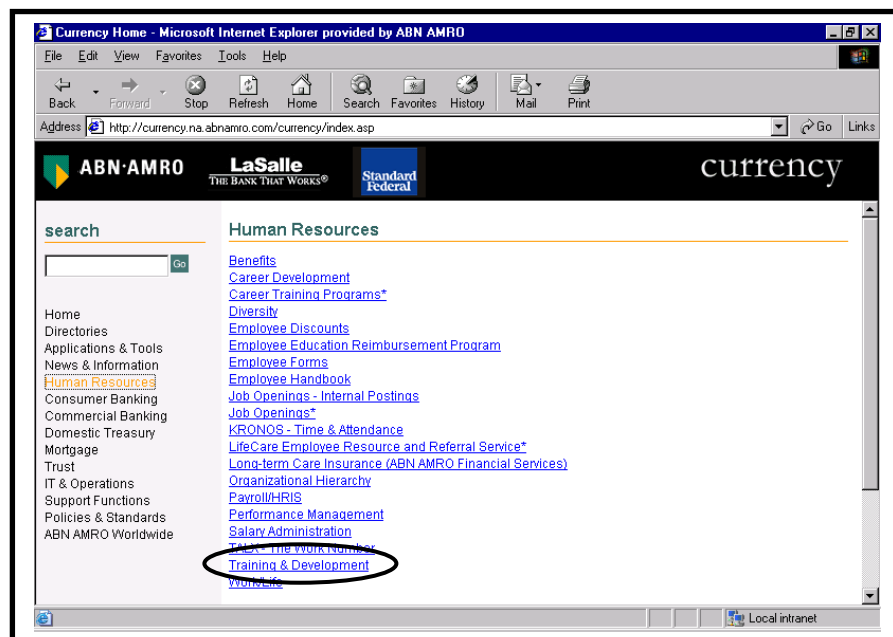 Currency Home - Microsoft Internet Explorer provided by ABN AMRO
File Edit View Favorites Tools Help
Back Forward Stop Refresh Home Search Favorites History Mail Print
Address http://currency.na.abnamro.com/currency/index.asp Go Links
ABN·AMRO LaSalle THE BANK THAT WORKS® Standard Federal currency
search
Go
Home
Directories
Applications & Tools
News & Information
Human Resources
Consumer Banking
Commercial Banking
Domestic Treasury
Mortgage
Trust
IT & Operations
Support Functions
Policies & Standards
ABN AMRO Worldwide
Human Resources
Benefits
Career Development
Career Training Programs*
Diversity
Employee Discounts
Employee Education Reimbursement Program
Employee Forms
Employee Handbook
Job Openings - Internal Postings
Job Openings*
KRONOS - Time & Attendance
LifeCare Employee Resource and Referral Service*
Long-term Care Insurance (ABN AMRO Financial Services)
Organizational Hierarchy
Payroll/HRIS
Performance Management
Salary Administration
TALX - The Work Number
Training & Development
Work/Life
Local intranet